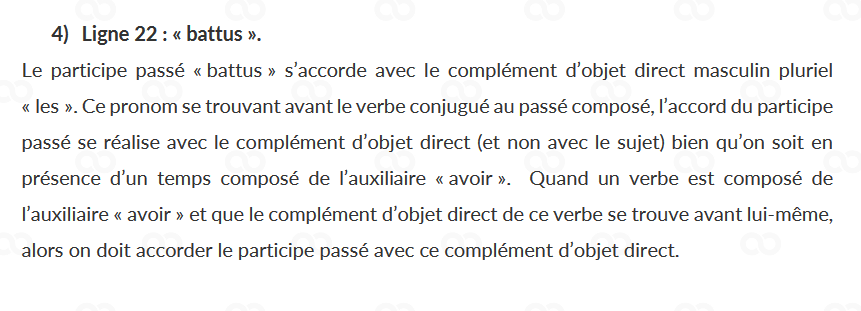 4) Ligne 22 : « battus ».
Le participe passé « battus » s’accorde avec le complément d’objet direct masculin pluriel
« les ». Ce pronom se trouvant avant le verbe conjugué au passé composé, l’accord du participe
passé se réalise avec le complément d’objet direct (et non avec le sujet) bien qu’on soit en
présence d’un temps composé de l’auxiliaire « avoir ». Quand un verbe est composé de
l’auxiliaire « avoir » et que le complément d’objet direct de ce verbe se trouve avant lui-même,
alors on doit accorder le participe passé avec ce complément d’objet direct.